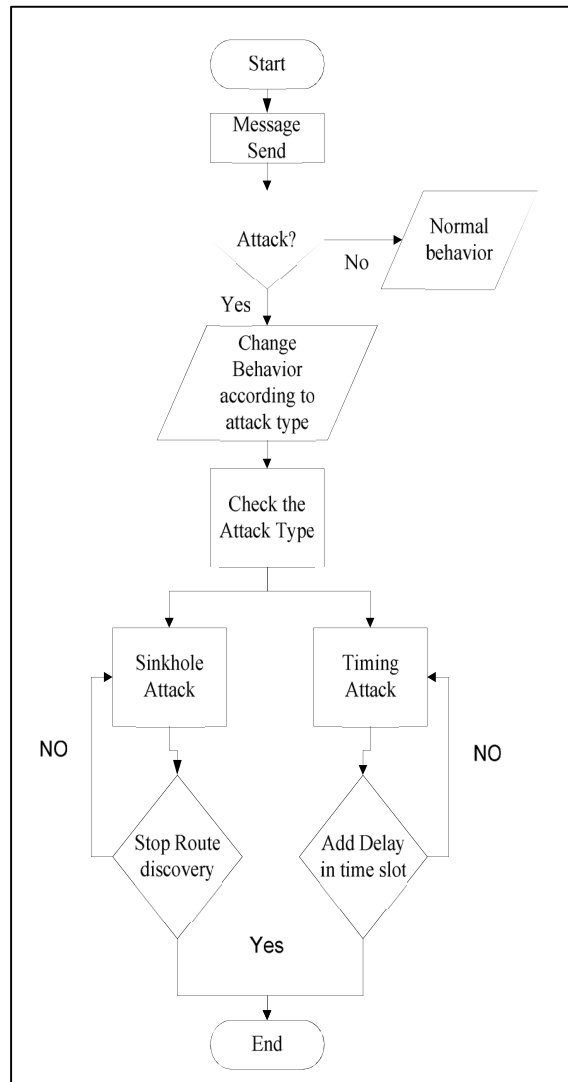 Start
Message
Send
Attack?
No
Normal
behavior
Yes
Change
Behavior
according to
attack type
Check the
Attack Type
Sinkhole
Attack
Timing
Attack
NO
NO
Stop Route
discovery
Add Delay
in time slot
Yes
End